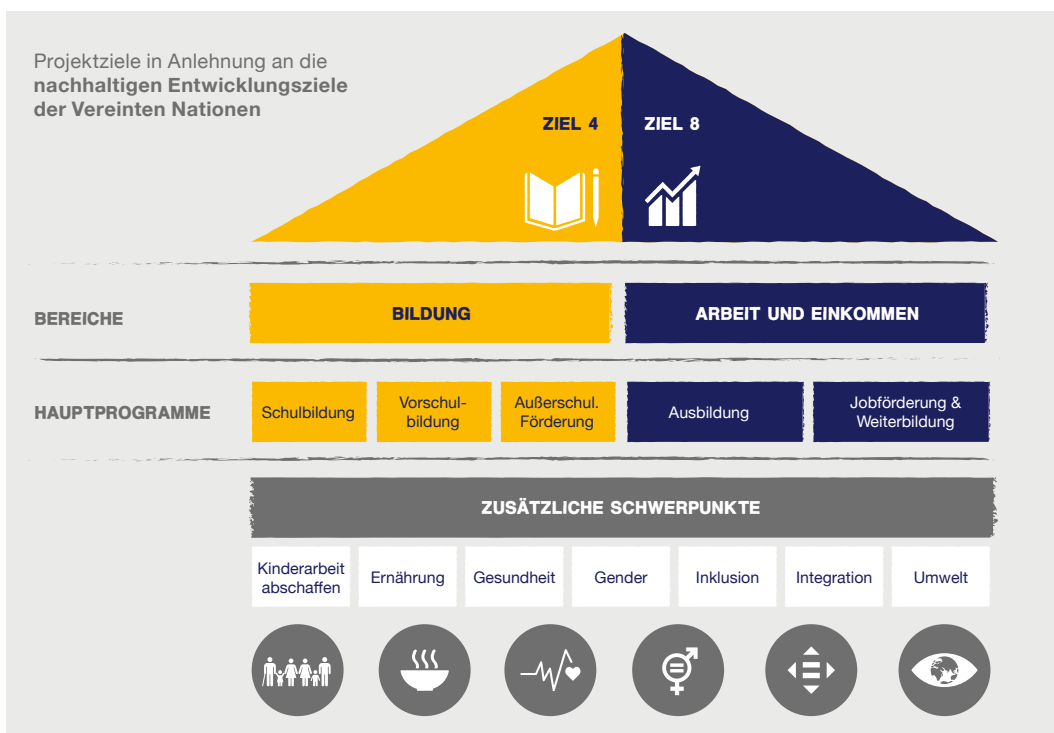 Projektziele in Anlehnung an die
nachhaltigen Entwicklungsziele
der Vereinten Nationen
ZIEL 4
ZIEL 8
BEREICHE
BILDUNG
ARBEIT UND EINKOMMEN
HAUPTPROGRAMME
Schulbildung
Vorschul-
bildung
Außerschul.
Förderung
Ausbildung
Jobförderung &
Weiterbildung
ZUSÄTZLICHE SCHWERPUNKTE
Kinderarbeit
abschaffen
Ernährung
Gesundheit
Gender
Inklusion
Integration
Umwelt